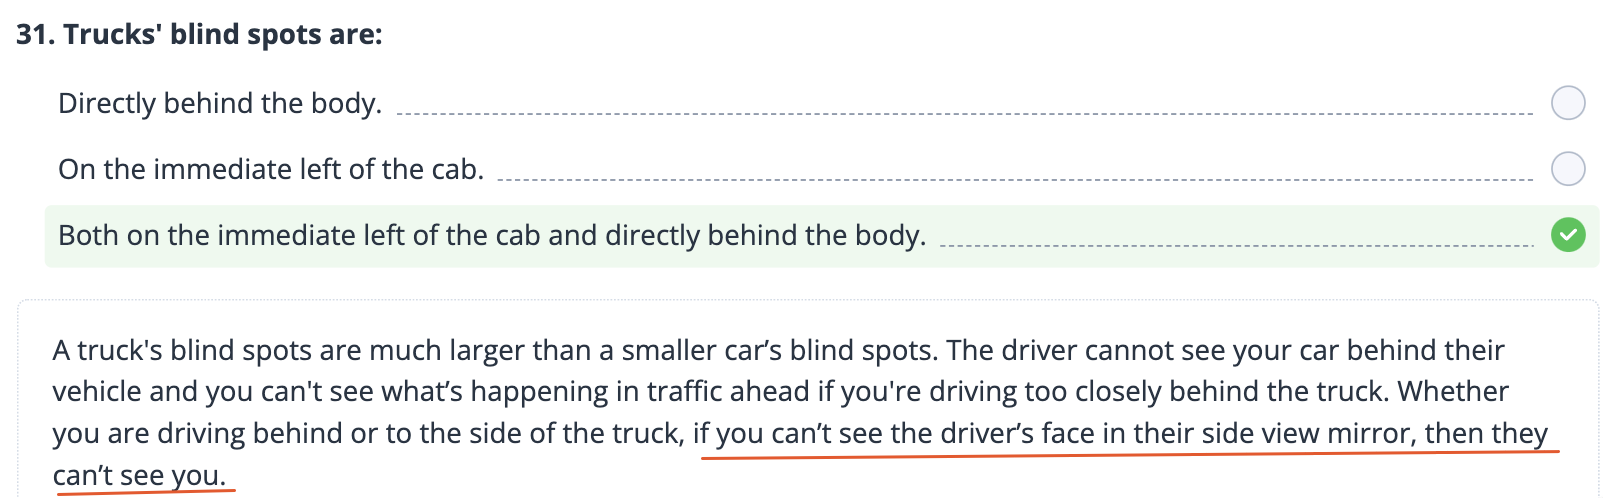 31. Trucks' blind spots are:
Directly behind the body.
On the immediate left of the cab.
Both on the immediate left of the cab and directly behind the body.
A truck's blind spots are much larger than a smaller car’s blind spots. The driver cannot see your car behind their
vehicle and you can't see what’s happening in traffic ahead if you're driving too closely behind the truck. Whether
you are driving behind or to the side of the truck, if you can’t see the driver’s face in their side view mirror, then they
can’t see you.